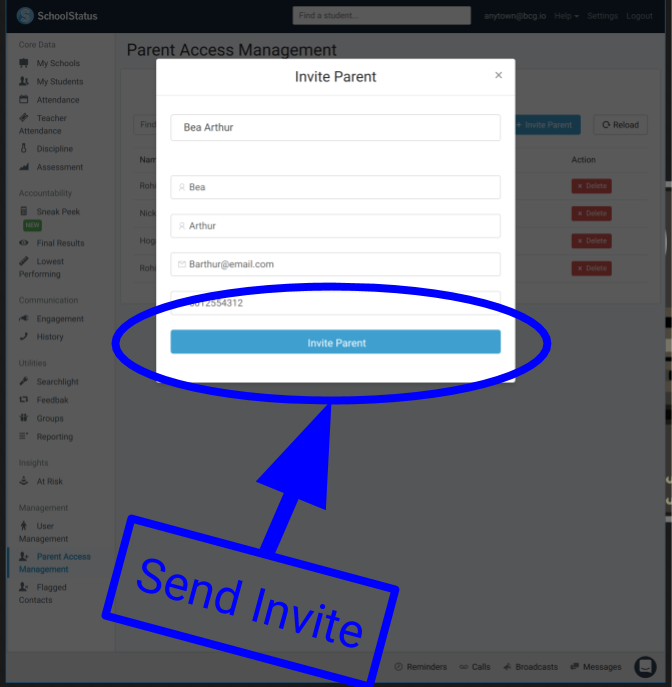 SchoolStatus
Find a student...
anytown@bcg.io Help Settings Logout
Core Data
My Schools
My Students
Attendance
Teacher
Attendance
Discipline
Assessment
Accountability
Sneak Peek
NEW
Final Results
Lowest
Performing
Communication
Engagement
History
Utilities
Searchlight
Feedbak
Groups
Reporting
Insights
At Risk
Management
User
Management
Parent Access
Management
Flagged
Contacts
Parent Access Management
Find
+ Invite Parent
Reload
Nam
Action
Rohi
× Delete
Nick
× Delete
Hog
× Delete
Rohi
× Delete
Invite Parent
×
Bea Arthur
Bea
Arthur
Barthur@email.com
Invite Parent
Send Invite
Reminders Calls Broadcasts Messages